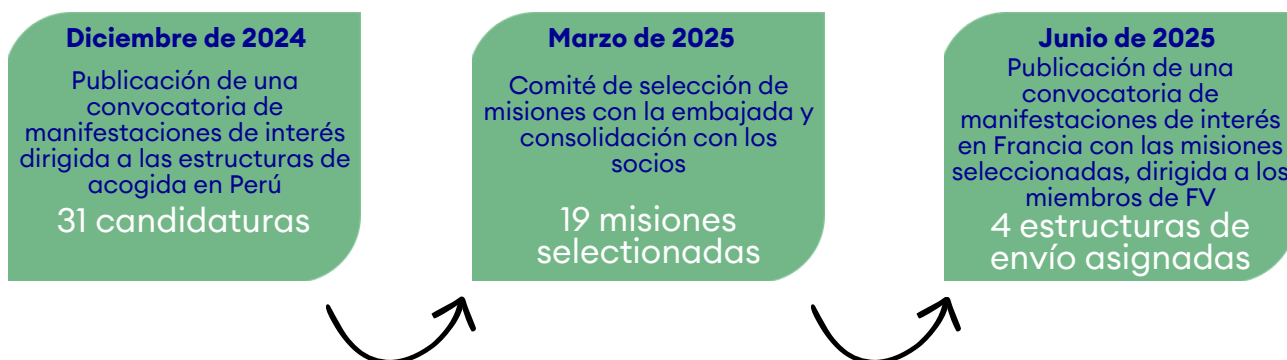 Diciembre de 2024
Publicación de una
convocatoria de
manifestaciones de interés
dirigida a las estructuras de
acogida en Perú
31 candidaturas
Marzo de 2025
Comité de selección de
misiones con la embajada y
consolidación con los
socios
19 misiones
selectionadas
Junio de 2025
Publicación de una
convocatoria de
manifestaciones de interés
en Francia con las misiones
seleccionadas, dirigida a los
miembros de FV
4 estructuras de
envío asignadas